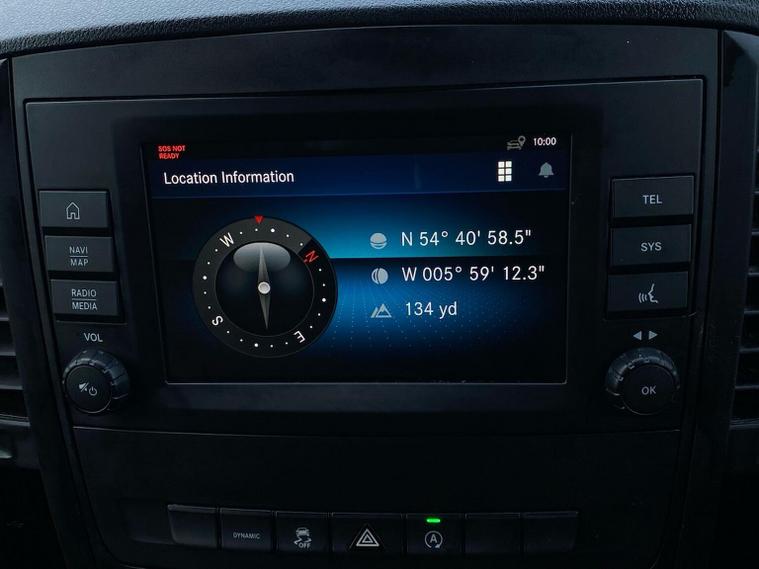 SOS NOT
READY
10:00
Location Information
W
N
S
E
N 54° 40' 58.5"
W 005° 59' 12.3"
134 yd
NAVI
MAP
RADIO
MEDIA
VOL
TEL
SYS
OK
DYNAMIC
OFF
A